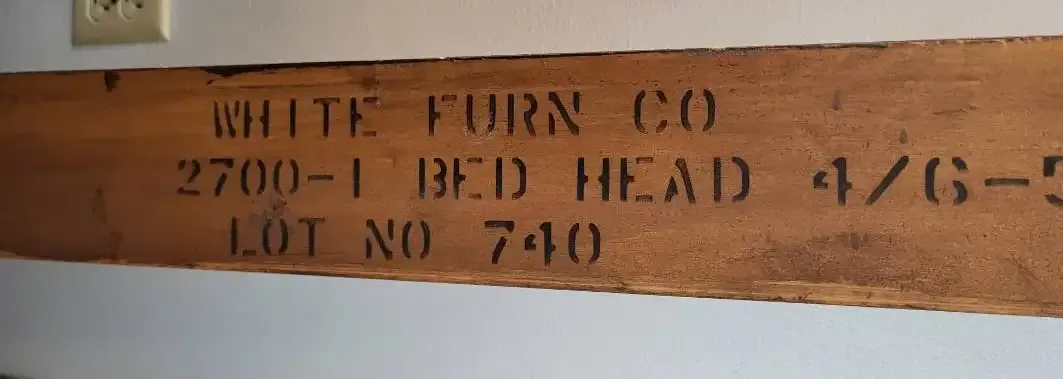 WHITE FURN CO
2700-1 BED HEAD 4/6-
LOT NO 740